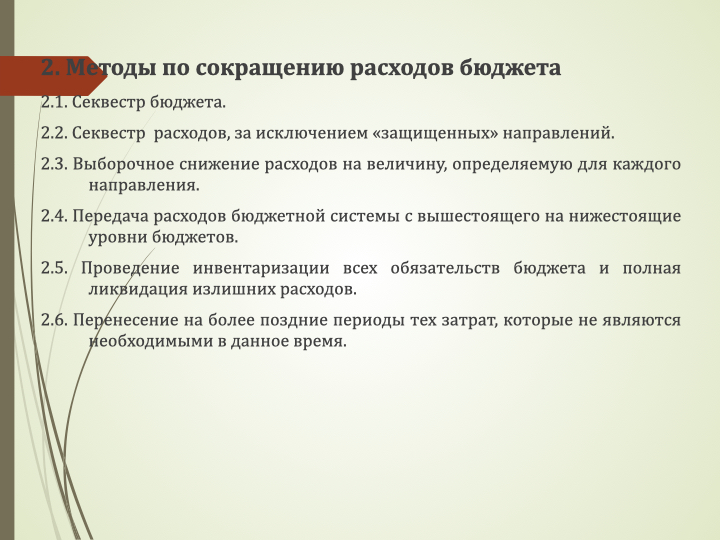 2. Методы по сокращению расходов бюджета
2.1. Секвестр бюджета.
2.2. Секвестр  расходов, за исключением «защищенных» направлений.
2.3. Выборочное снижение расходов на величину, определяемую для каждого
направления.
2.4. Передача расходов бюджетной системы с вышестоящего на нижестоящие
уровни бюджетов.
2.5. Проведение инвентаризации всех обязательств бюджета и полная
ликвидация излишних расходов.
2.6. Перенесение на более поздние периоды тех затрат, которые не являются
необходимыми в данное время.